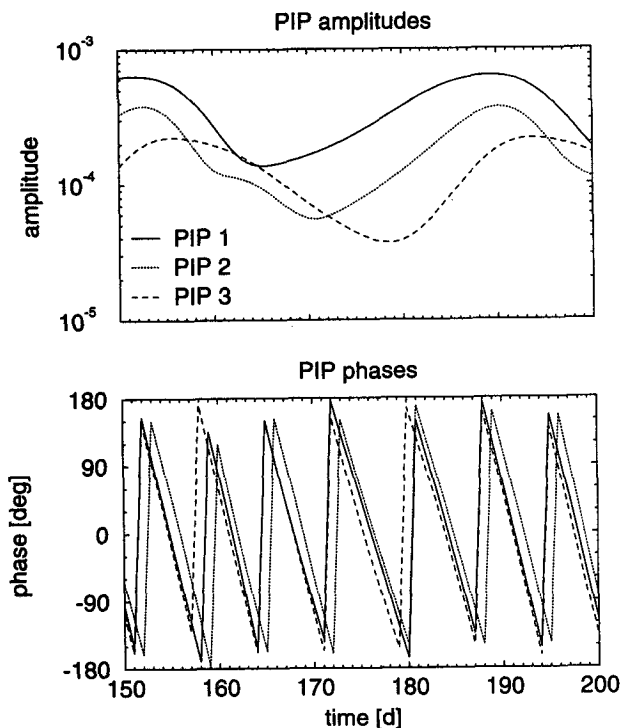 PIP amplitudes
10-3
10-4
10-5
amplitude
PIP 1
PIP 2
PIP 3
PIP phases
180
90
0
-90
-180
phase [deg]
150 160 170 180 190 200
time [d]